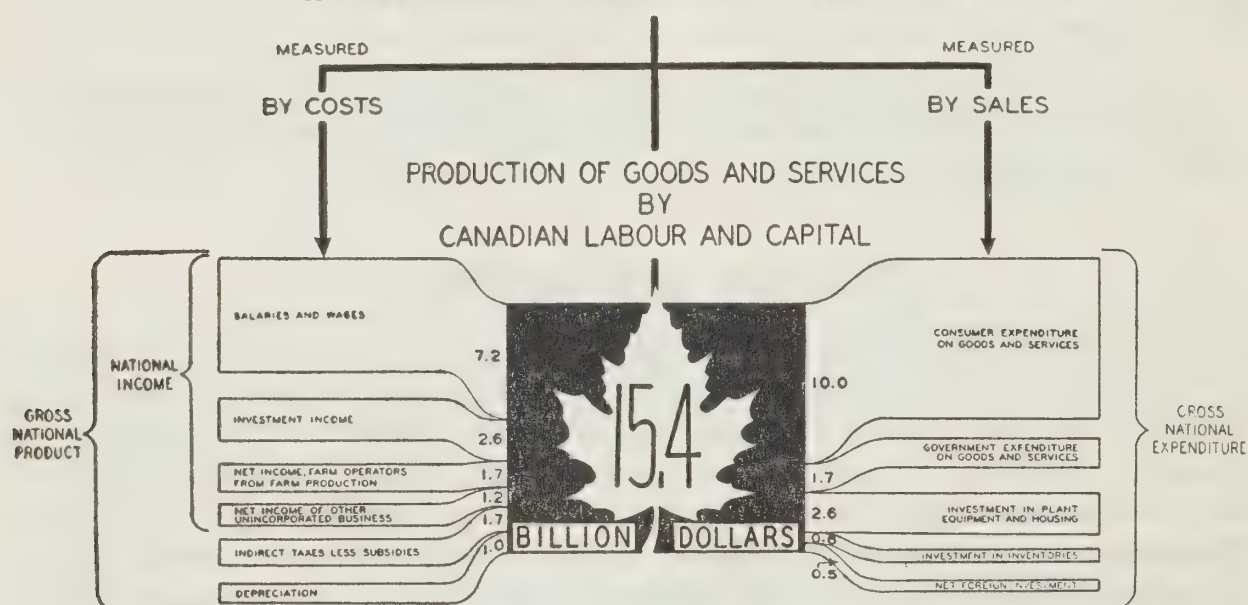 MEASURED
BY COSTS
MEASURED
BY SALES
PRODUCTION OF GOODS AND SERVICES
BY
CANADIAN LABOUR AND CAPITAL
GROSS
NATIONAL
PRODUCT
NATIONAL
INCOME
SALARIES AND WAGES
7.2
INVESTMENT INCOME
2.6
NET INCOME, FARM OPERATORS
FROM FARM PRODUCTION
1.7
NET INCOME OF OTHER
UNINCORPORATED BUSINESS
1.2
INDIRECT TAXES LESS SUBSIDIES
1.7
DEPRECIATION
1.0
15.4
BILLION DOLLARS
CONSUMER EXPENDITURE
ON GOODS AND SERVICES
10.0
GOVERNMENT EXPENDITURE
ON GOODS AND SERVICES
1.7
INVESTMENT IN PLANT
EQUIPMENT AND HOUSING
2.6
INVESTMENT IN INVENTORIES
NET FOREIGN INVESTMENT
0.5
GROSS
NATIONAL
EXPENDITURE